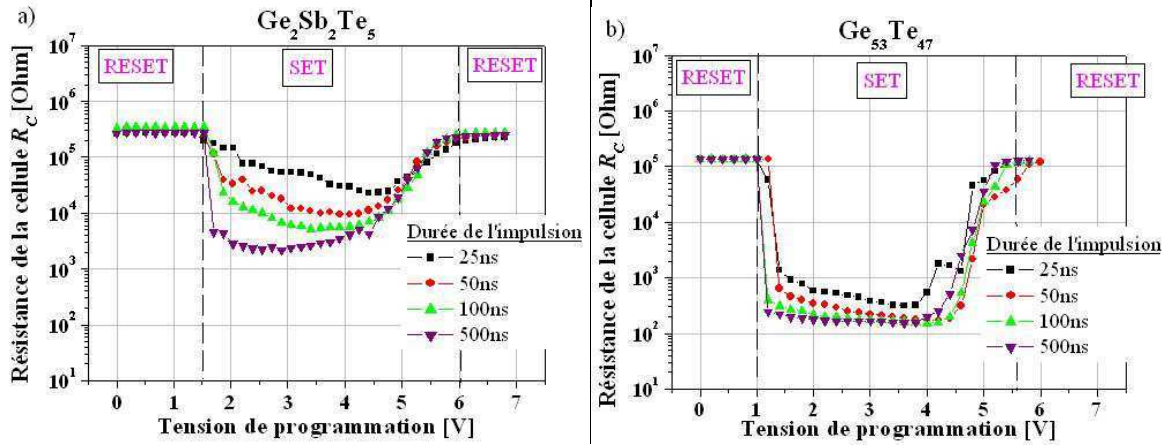 a)
Ge2Sb2Te5
Résistance de la cellule RC [Ohm]
10^7
10^6
10^5
10^4
10^3
10^2
10^1
RESET
SET
RESET
Durée de l'impulsion
25ns
50ns
100ns
500ns
0 1 2 3 4 5 6 7
Tension de programmation [V]
b)
Ge53Te47
Résistance de la cellule RC [Ohm]
10^7
10^6
10^5
10^4
10^3
10^2
10^1
RESET
SET
RESET
Durée de l'impulsion
25ns
50ns
100ns
500ns
0 1 2 3 4 5 6 7
Tension de programmation [V]